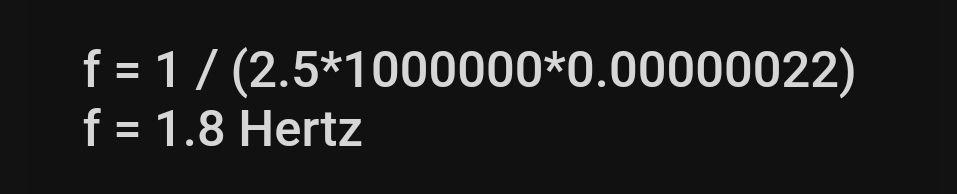 f = 1 / (2.5*1000000*0.00000022)
f = 1.8 Hertz